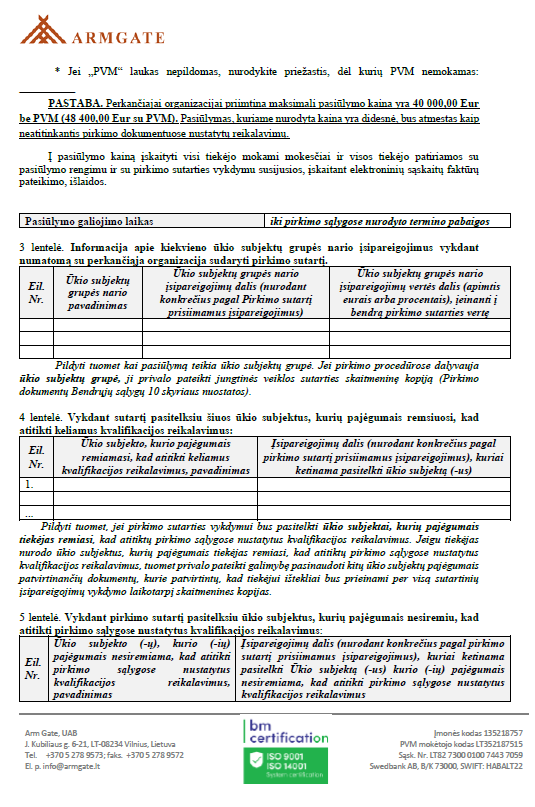 ARMGATE
* Jei „PVM“ laukas nepildomas, nurodykite priežastis, dėl kurių PVM nemokamas:
__________
PASTABA. Perkančiajai organizacijai priimtina maksimali pasiūlymo kaina yra 40 000,00 Eur
be PVM (48 400,00 Eur su PVM). Pasiūlymas, kuriame nurodyta kaina yra didesnė, bus atmestas kaip
neatitinkantis pirkimo dokumentuose nustatytų reikalavimų.
Į pasiūlymo kainą įskaityti visi tiekėjo mokami mokesčiai ir visos tiekėjo patiriamos su
pasiūlymo rengimu ir su pirkimo sutarties vykdymu susijusios, įskaitant elektroninių sąskaitų faktūrų
pateikimo, išlaidos.
Pasiūlymo galiojimo laikas iki pirkimo sąlygose nurodyto termino pabaigos
3 lentelė. Informacija apie kiekvieno ūkio subjektų grupės nario įsipareigojimus vykdant
numatomą su perkančiąja organizacija sudaryti pirkimo sutartį.
Eil.
Nr.
Ūkio subjektų
grupės nario
pavadinimas
Ūkio subjektų grupės nario
įsipareigojimų dalis (nurodant
konkrečius pagal Pirkimo sutartį
prisiimamus įsipareigojimus)
Ūkio subjektų grupės nario
įsipareigojimų vertės dalis (apimtis
eurais arba procentais), įeinanti į
bendrą pirkimo sutarties vertę
Pildyti tuomet kai pasiūlymą teikia ūkio subjektų grupė. Jei pirkimo procedūrose dalyvauja
ūkio subjektų grupė, ji privalo pateikti jungtinės veiklos sutarties skaitmeninę kopiją (Pirkimo
dokumentų Bendrųjų sąlygų 10 skyriaus nuostatos).
4 lentelė. Vykdant sutartį pasitelksiu šiuos ūkio subjektus, kurių pajėgumais remsiuosi, kad
atitikti keliamus kvalifikacijos reikalavimus:
Eil.
Nr.
Ūkio subjekto, kurio pajėgumais
remiamasi, kad atitikti keliamus
kvalifikacijos reikalavimus, pavadinimas
Įsipareigojimų dalis (nurodant konkrečius pagal
pirkimo sutartį prisiimamus įsipareigojimus), kuriai
ketinama pasitelkti ūkio subjektą (-us)
1.
...
Pildyti tuomet, jei pirkimo sutarties vykdymui bus pasitelkti ūkio subjektai, kurių pajėgumais
tiekėjas remiasi, kad atitiktų pirkimo sąlygose nustatytus kvalifikacijos reikalavimus. Jeigu tiekėjas
nurodo ūkio subjektus, kurių pajėgumais tiekėjas remiasi, kad atitiktų pirkimo sąlygose nustatytus
kvalifikacijos reikalavimus, tuomet privalo pateikti galimybę pasinaudoti kitų ūkio subjektų pajėgumais
patvirtinančių dokumentų, kurie patvirtintų, kad tiekėjui ištekliai bus prieinami per visą sutartinių
įsipareigojimų vykdymo laikotarpį skaitmenines kopijas.
5 lentelė. Vykdant pirkimo sutartį pasitelksiu ūkio subjektus, kurių pajėgumais nesiremiu, kad
atitikti pirkimo sąlygose nustatytus kvalifikacijos reikalavimus:
Eil.
Nr.
Ūkio subjekto (-ų), kurio (-ių)
pajėgumais nesiremiama, kad atitikti
pirkimo sąlygose nustatytus
kvalifikacijos reikalavimus,
pavadinimas
Įsipareigojimų dalis (nurodant konkrečius pagal pirkimo
sutartį prisiimamus įsipareigojimus), kuriai ketinama
pasitelkti Ūkio subjektą (-us) kurio (-ių) pajėgumais
nesiremiama, kad atitikti pirkimo sąlygose nustatytus
kvalifikacijos reikalavimus
Arm Gate, UAB
J. Kubiliaus g. 6-21, LT-08234 Vilnius, Lietuva
Tel. +370 5 278 9573; faks. +370 5 278 9572
El. p. info@armgate.lt
bm
certification
ISO 9001
ISO 14001
System certification
Įmonės kodas 135218757
PVM mokėtojo kodas LT352187515
Sąsk. Nr. LT82 7300 0100 7443 7059
Swedbank AB, B/K 73000, SWIFT: HABALT22